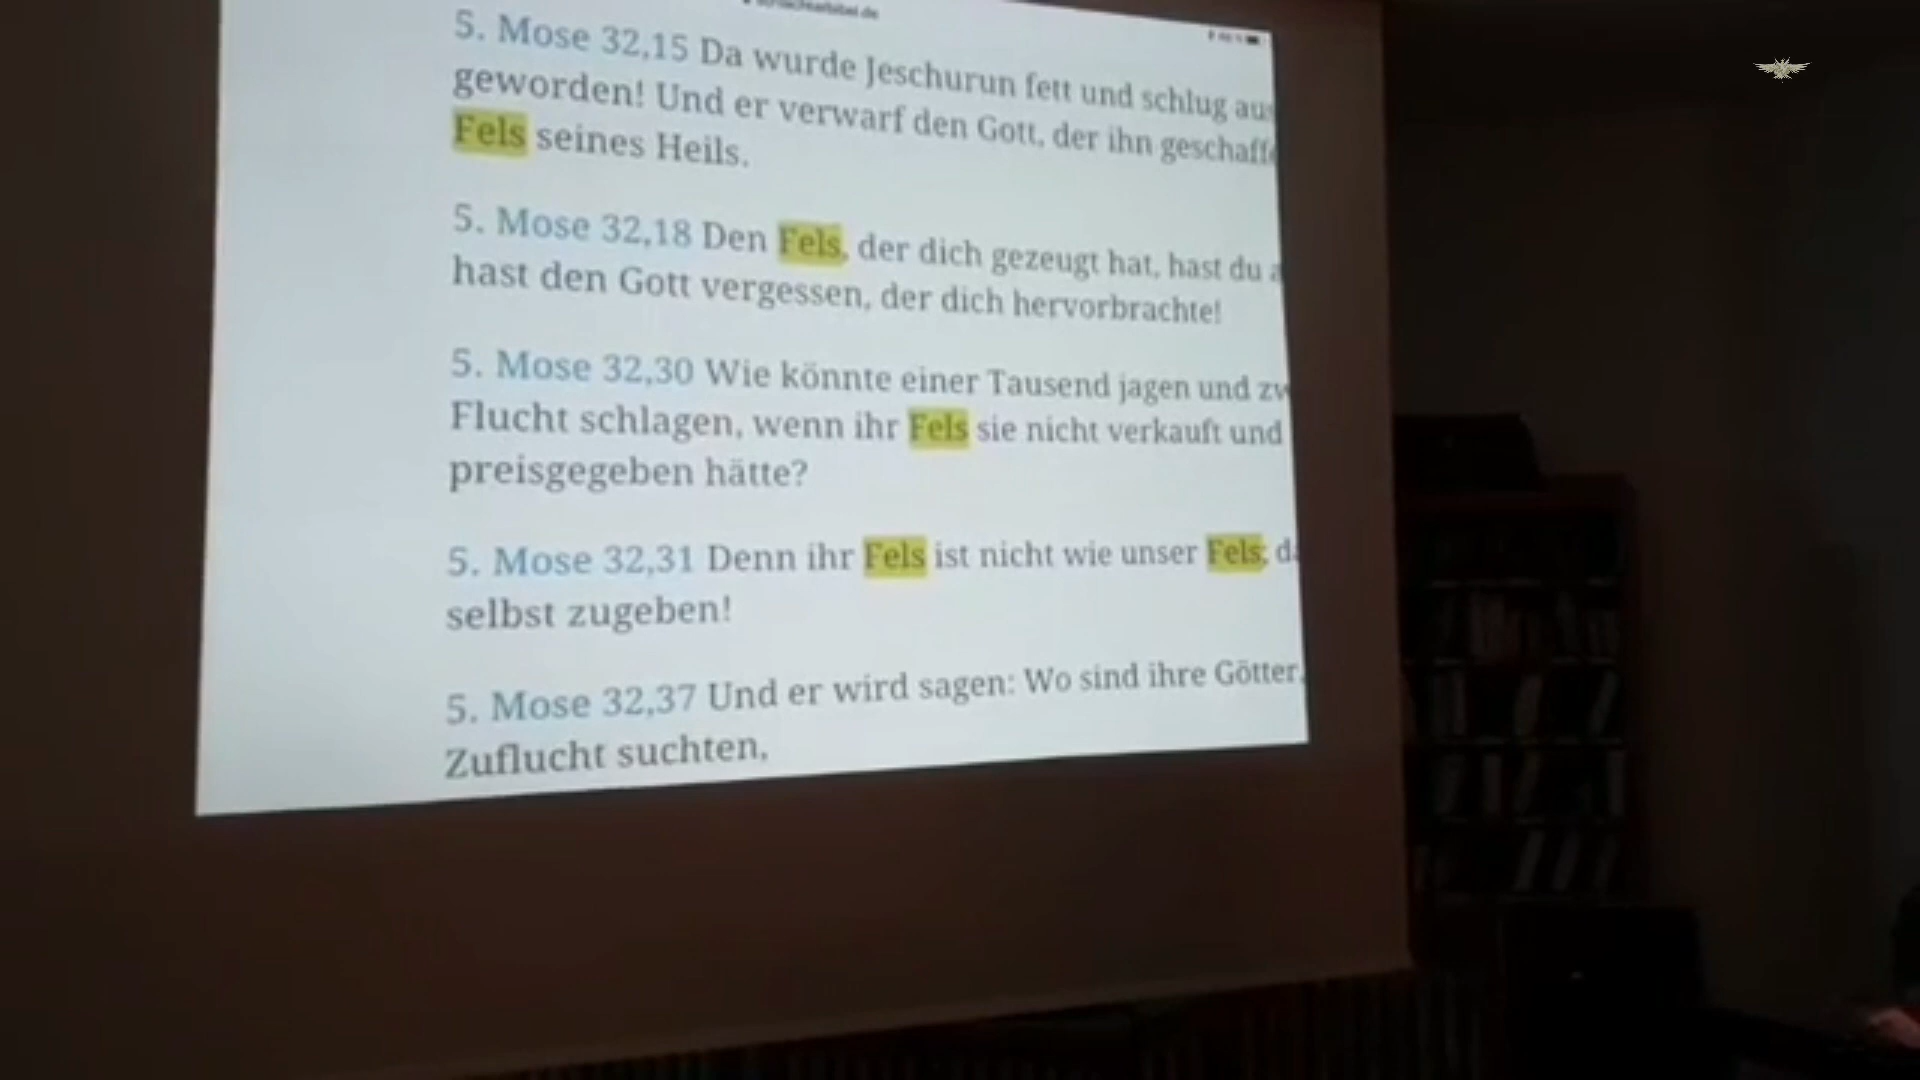 5. Mose 32,15 Da wurde Jeschurun fett und schlug aus
geworden! Und er verwarf den Gott, der ihn geschaffe
Fels seines Heils.
5. Mose 32,18 Den Fels, der dich gezeugt hat, hast du a
hast den Gott vergessen, der dich hervorbrachte!
5. Mose 32,30 Wie könnte einer Tausend jagen und zw
Flucht schlagen, wenn ihr Fels sie nicht verkauft und
preisgegeben hätte?
5. Mose 32,31 Denn ihr Fels ist nicht wie unser Fels; da
selbst zugeben!
5. Mose 32,37 Und er wird sagen: Wo sind ihre Götter,
Zuflucht suchten,